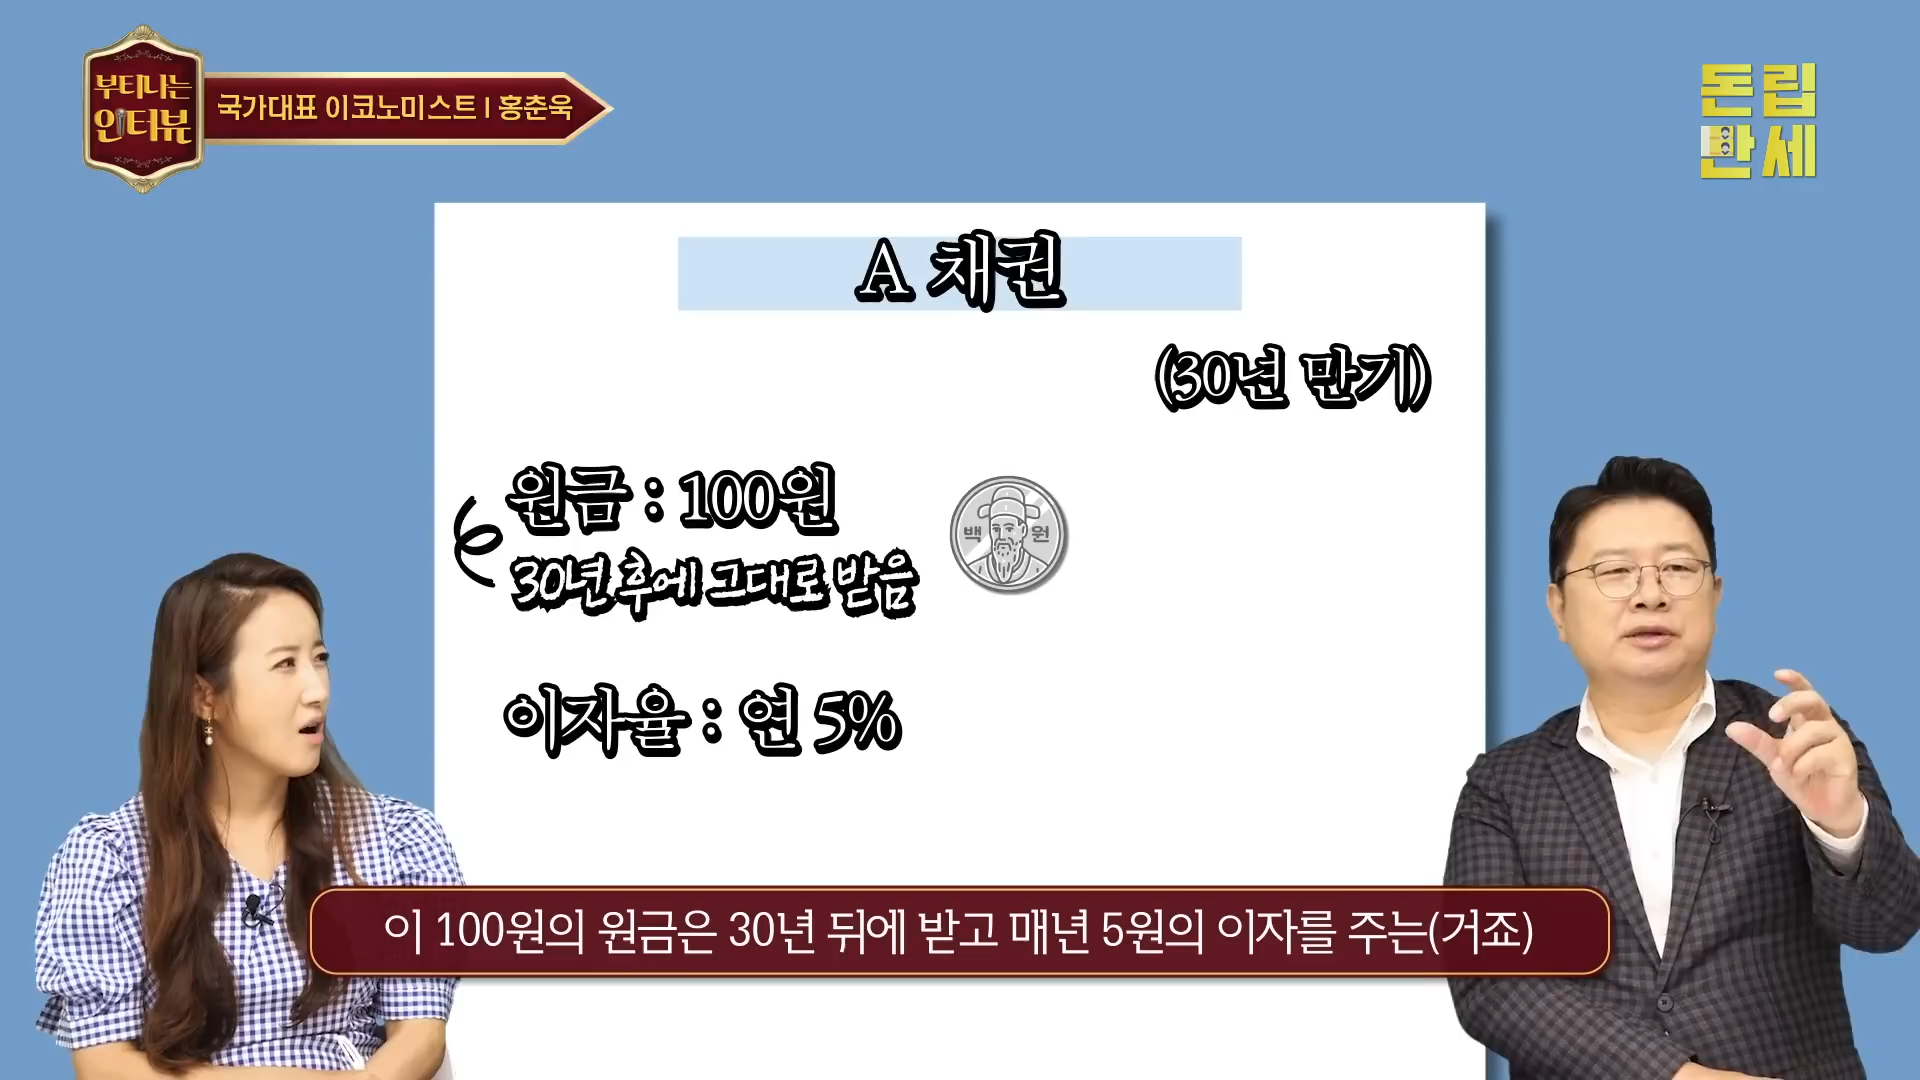 부티나는
인터뷰
국가대표 이코노미스트 | 홍춘욱
돈립
만세
A 채권
(30년 만기)
원금 : 100원
30년 후에 그대로 받음
백 원
이자율 : 연 5%
이 100원의 원금은 30년 뒤에 받고 매년 5원의 이자를 주는(거죠)